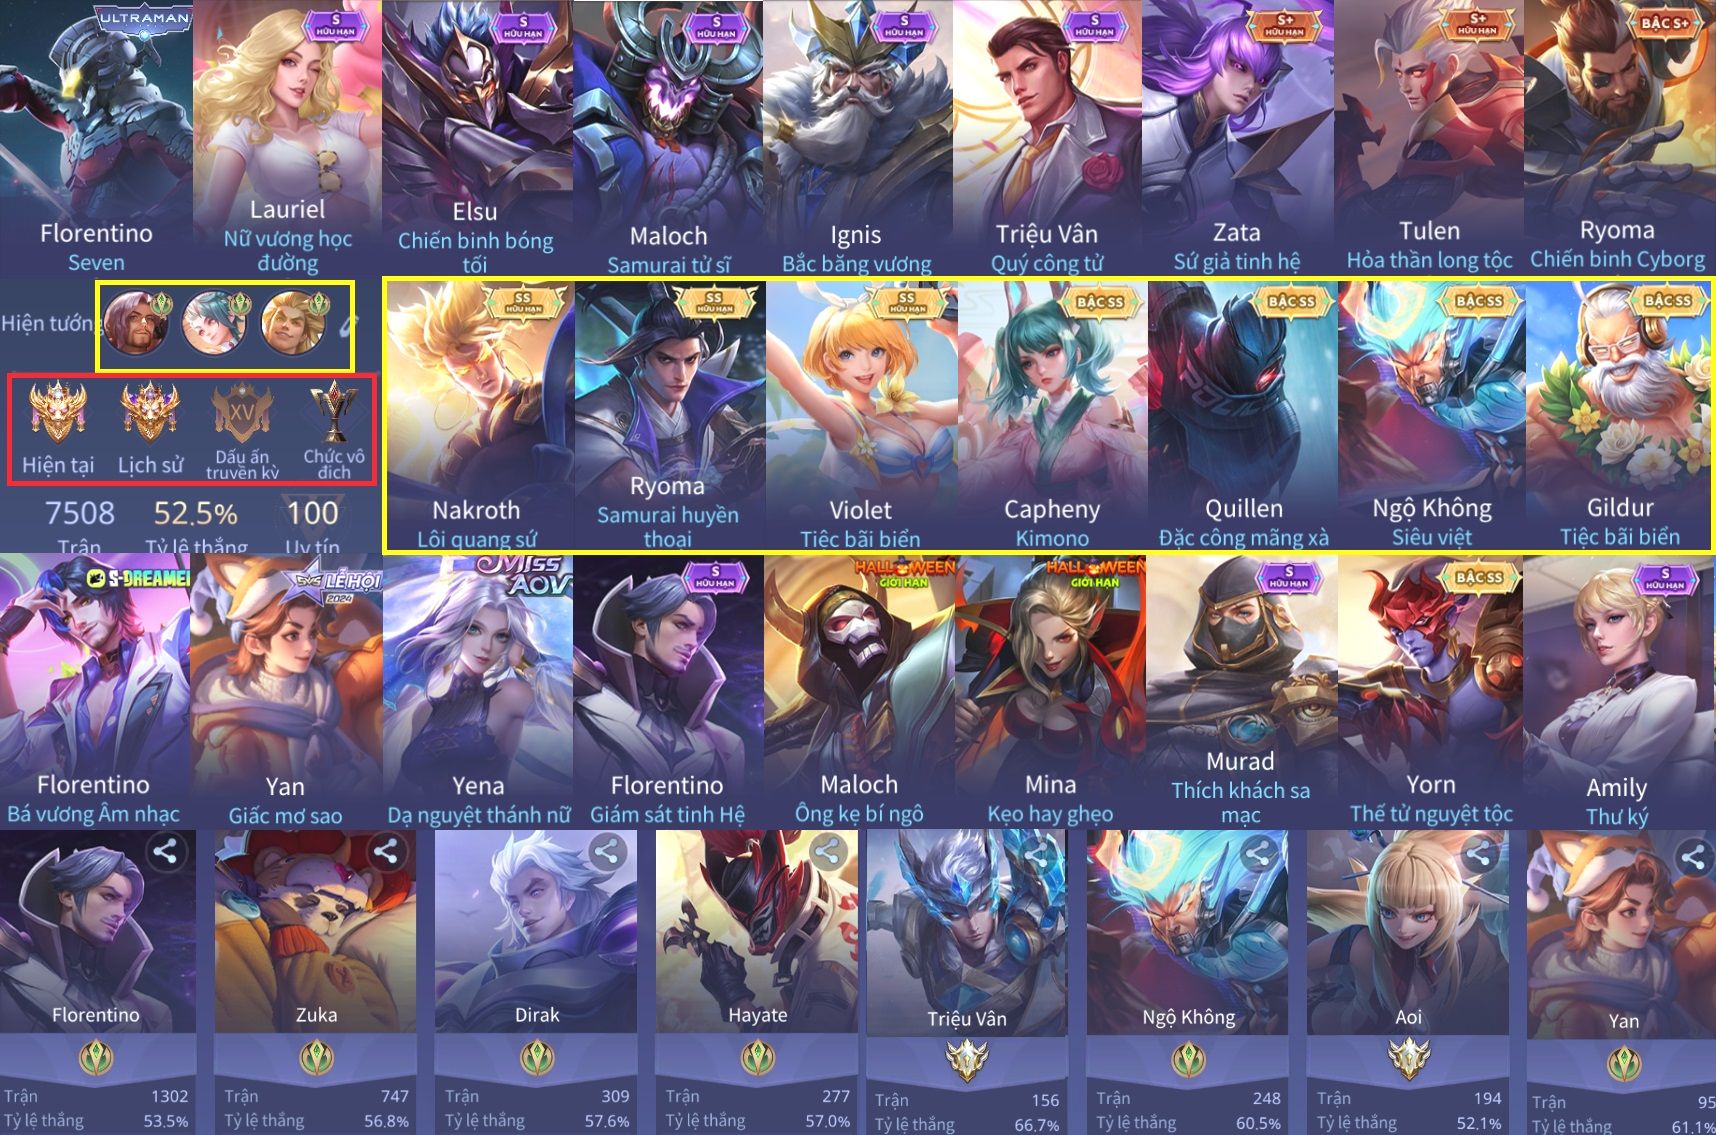 ULTRAMAN
Florentino
Seven
S
HỮU HẠN
Lauriel
Nữ vương học
đường
S
HỮU HẠN
Elsu
Chiến binh bóng
tối
S
HỮU HẠN
Maloch
Samurai tử sĩ
S
HỮU HẠN
Ignis
Bắc băng vương
S
HỮU HẠN
Triệu Vân
Quý công tử
S+
HỮU HẠN
Zata
Sứ giả tinh hệ
S+
HỮU HẠN
Tulen
Hỏa thần long tộc
BẬC S+
Ryoma
Chiến binh Cyborg
Hiện tướng
Hiện tại
Lịch sử
XV
Dấu ấn
truyền kỳ
Chức vô
địch
7508
Trận
52.5%
Tỷ lệ thắng
100
Uy tín
SS
HỮU HẠN
Nakroth
Lôi quang sứ
SS
HỮU HẠN
Ryoma
Samurai huyền
thoại
SS
HỮU HẠN
Violet
Tiệc bãi biển
BẬC SS
Capheny
Kimono
BẬC SS
POLICE
Quillen
Đặc công mãng xà
BẬC SS
Ngộ Không
Siêu việt
BẬC SS
Gildur
Tiệc bãi biển
S-DREAMER
Florentino
Bá vương Âm nhạc
5V5 LỄ HỘI
2024
Yan
Giấc mơ sao
MISS
AOV
Yena
Dạ nguyệt thánh nữ
S
HỮU HẠN
Florentino
Giám sát tinh Hệ
HALLOWEEN
GIỚI HẠN
Maloch
Ông kẹ bí ngô
HALLOWEEN
GIỚI HẠN
Mina
Kẹo hay ghẹo
S
HỮU HẠN
Murad
Thích khách sa
mạc
BẬC SS
Yorn
Thế tử nguyệt tộc
S
HỮU HẠN
Amily
Thư ký
Florentino
Trận 1302
Tỷ lệ thắng 53.5%
Zuka
Trận 747
Tỷ lệ thắng 56.8%
Dirak
Trận 309
Tỷ lệ thắng 57.6%
Hayate
Trận 277
Tỷ lệ thắng 57.0%
Triệu Vân
Trận 156
Tỷ lệ thắng 66.7%
Ngộ Không
Trận 248
Tỷ lệ thắng 60.5%
Aoi
Trận 194
Tỷ lệ thắng 52.1%
Yan
Trận 95
Tỷ lệ thắng 61.1%